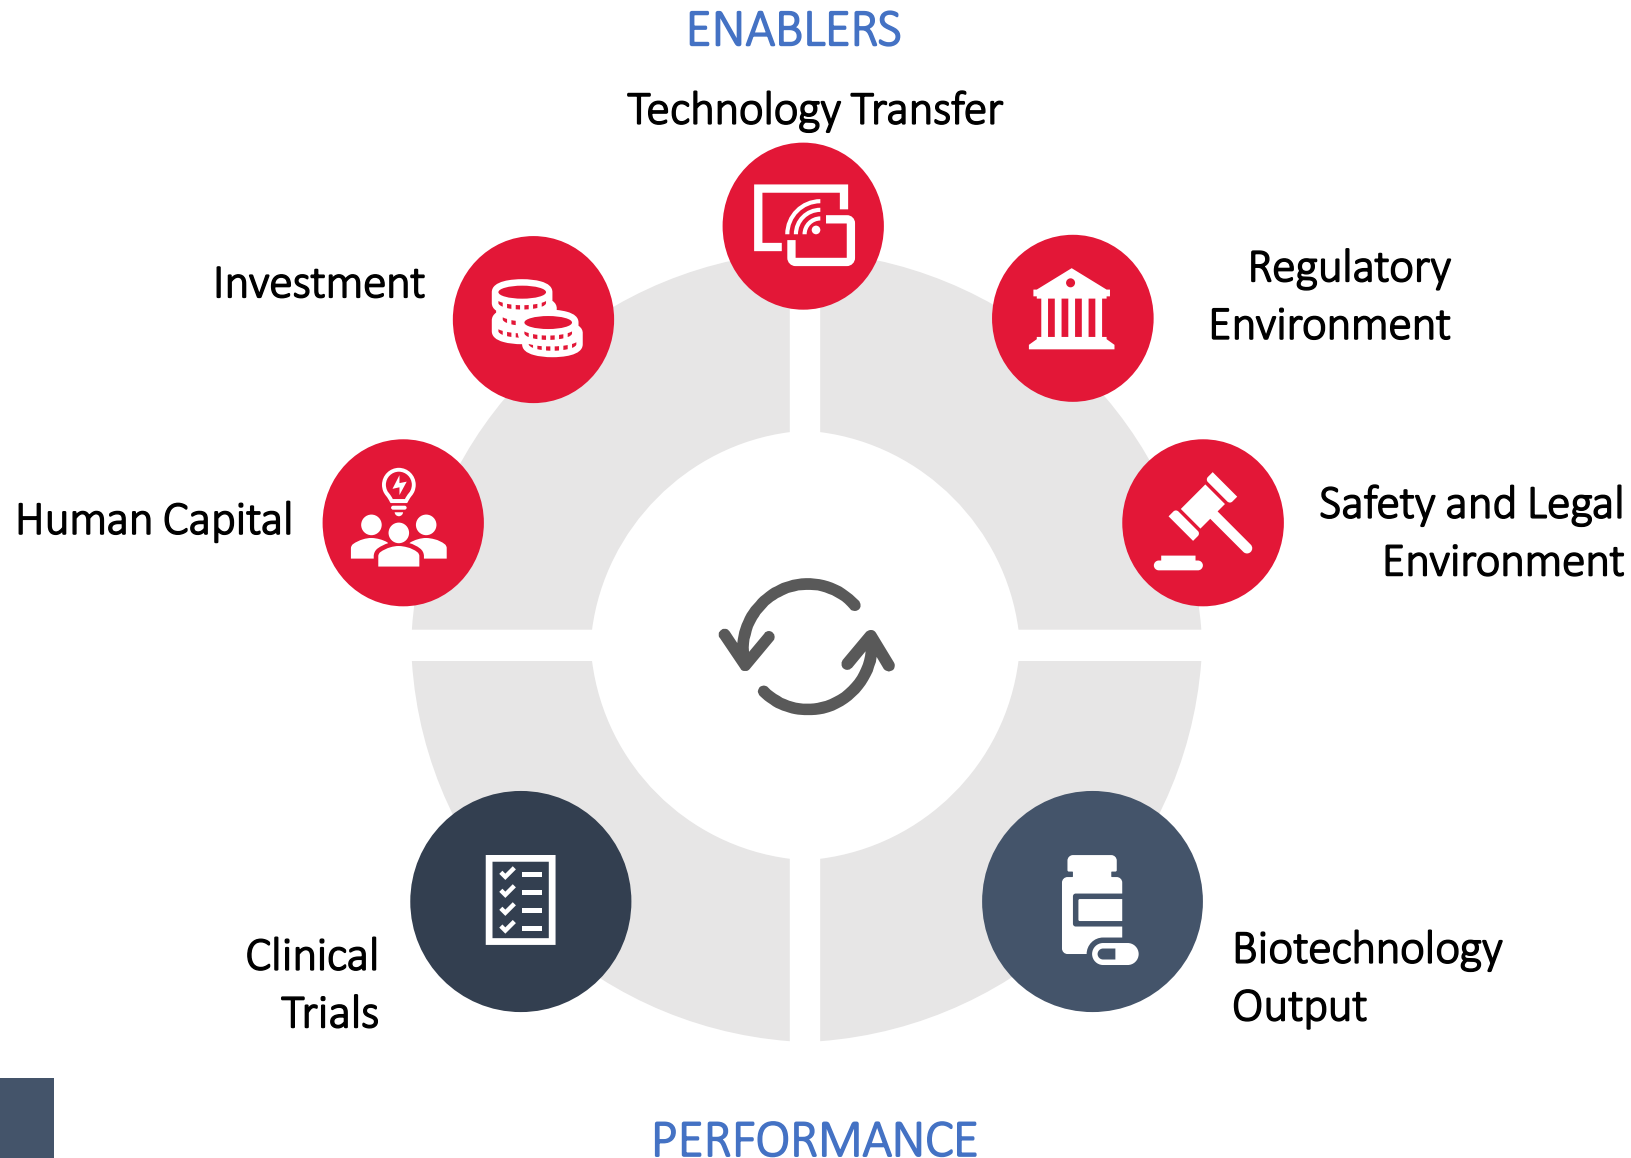 ENABLERS
Technology Transfer
Investment
Regulatory
Environment
Human Capital
Safety and Legal
Environment
Clinical
Trials
Biotechnology
Output
PERFORMANCE